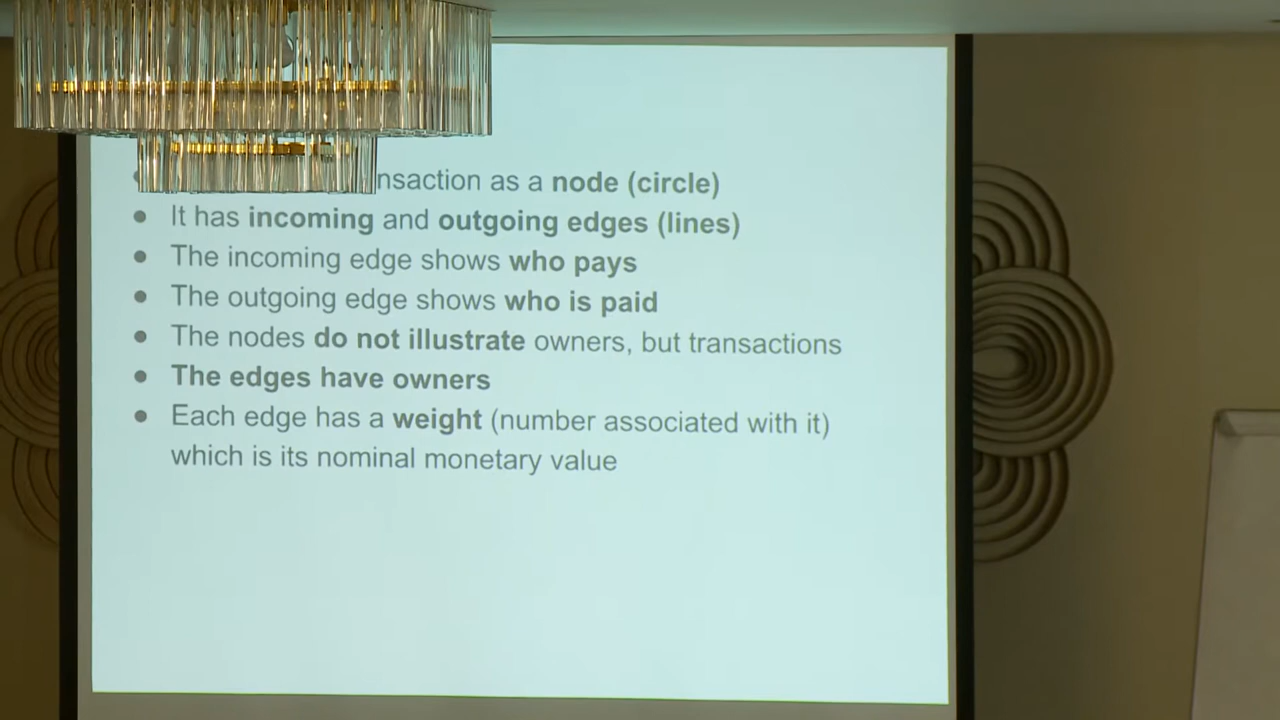 nsaction as a node (circle)
● It has incoming and outgoing edges (lines)
● The incoming edge shows who pays
● The outgoing edge shows who is paid
● The nodes do not illustrate owners, but transactions
● The edges have owners
● Each edge has a weight (number associated with it)
which is its nominal monetary value